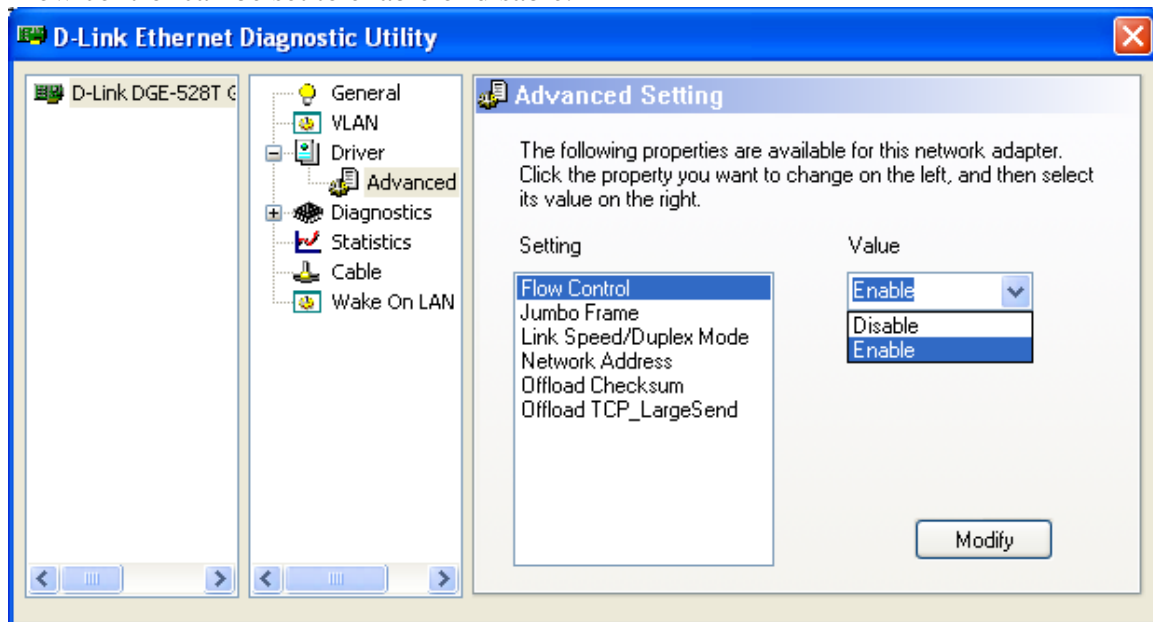 D-Link Ethernet Diagnostic Utility
D-Link DGE-528T G
General
VLAN
Driver
Advanced
Diagnostics
Statistics
Cable
Wake On LAN
Advanced Setting
The following properties are available for this network adapter.
Click the property you want to change on the left, and then select
its value on the right.
Setting
Value
Flow Control
Jumbo Frame
Link Speed/Duplex Mode
Network Address
Offload Checksum
Offload TCP_LargeSend
Enable
Disable
Enable
Modify